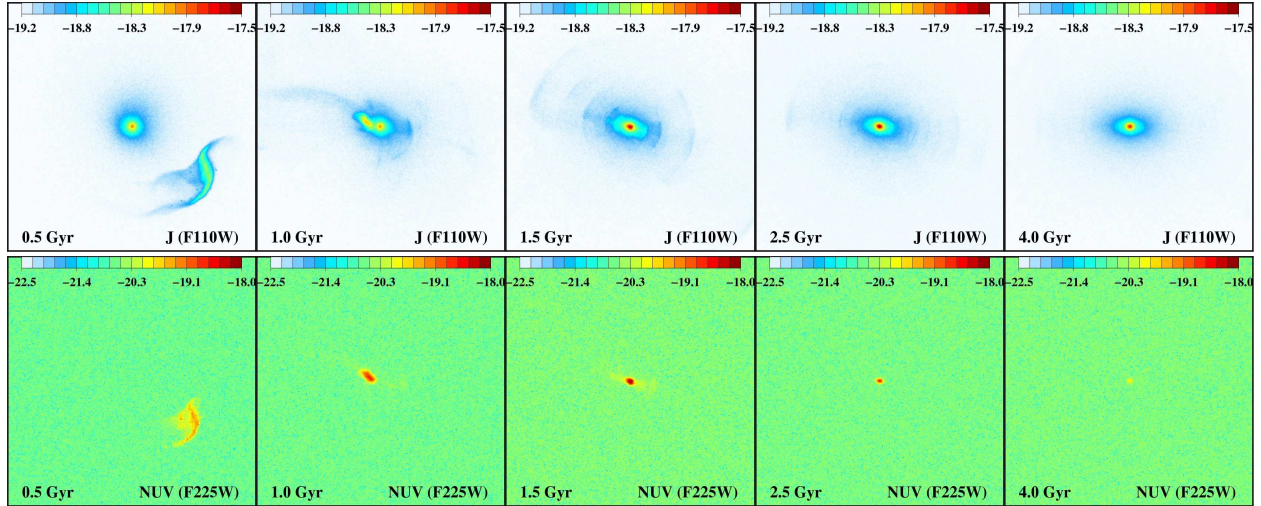 −19.2 −18.8 −18.3 −17.9 −17.5
−19.2 −18.8 −18.3 −17.9 −17.5
−19.2 −18.8 −18.3 −17.9 −17.5
−19.2 −18.8 −18.3 −17.9 −17.5
−19.2 −18.8 −18.3 −17.9 −17.5
0.5 Gyr J (F110W)
1.0 Gyr J (F110W)
1.5 Gyr J (F110W)
2.5 Gyr J (F110W)
4.0 Gyr J (F110W)
−22.5 −21.4 −20.3 −19.1 −18.0
−22.5 −21.4 −20.3 −19.1 −18.0
−22.5 −21.4 −20.3 −19.1 −18.0
−22.5 −21.4 −20.3 −19.1 −18.0
−22.5 −21.4 −20.3 −19.1 −18.0
0.5 Gyr NUV (F225W)
1.0 Gyr NUV (F225W)
1.5 Gyr NUV (F225W)
2.5 Gyr NUV (F225W)
4.0 Gyr NUV (F225W)